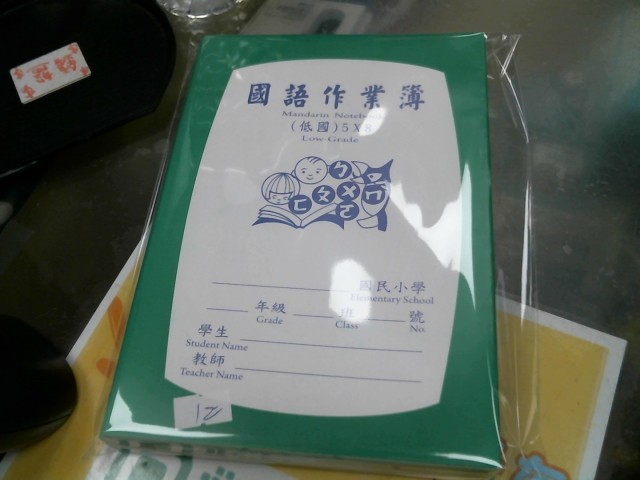 國語作業簿
Mandarin Notebook
(低國)5X8
Low Grade
ㄅ
ㄆ
ㄇ
ㄈ
ㄨ
ㄛ
國民小學
Elementary School
年級 班 號
Grade Class No.
學生
Student Name
教師
Teacher Name
12